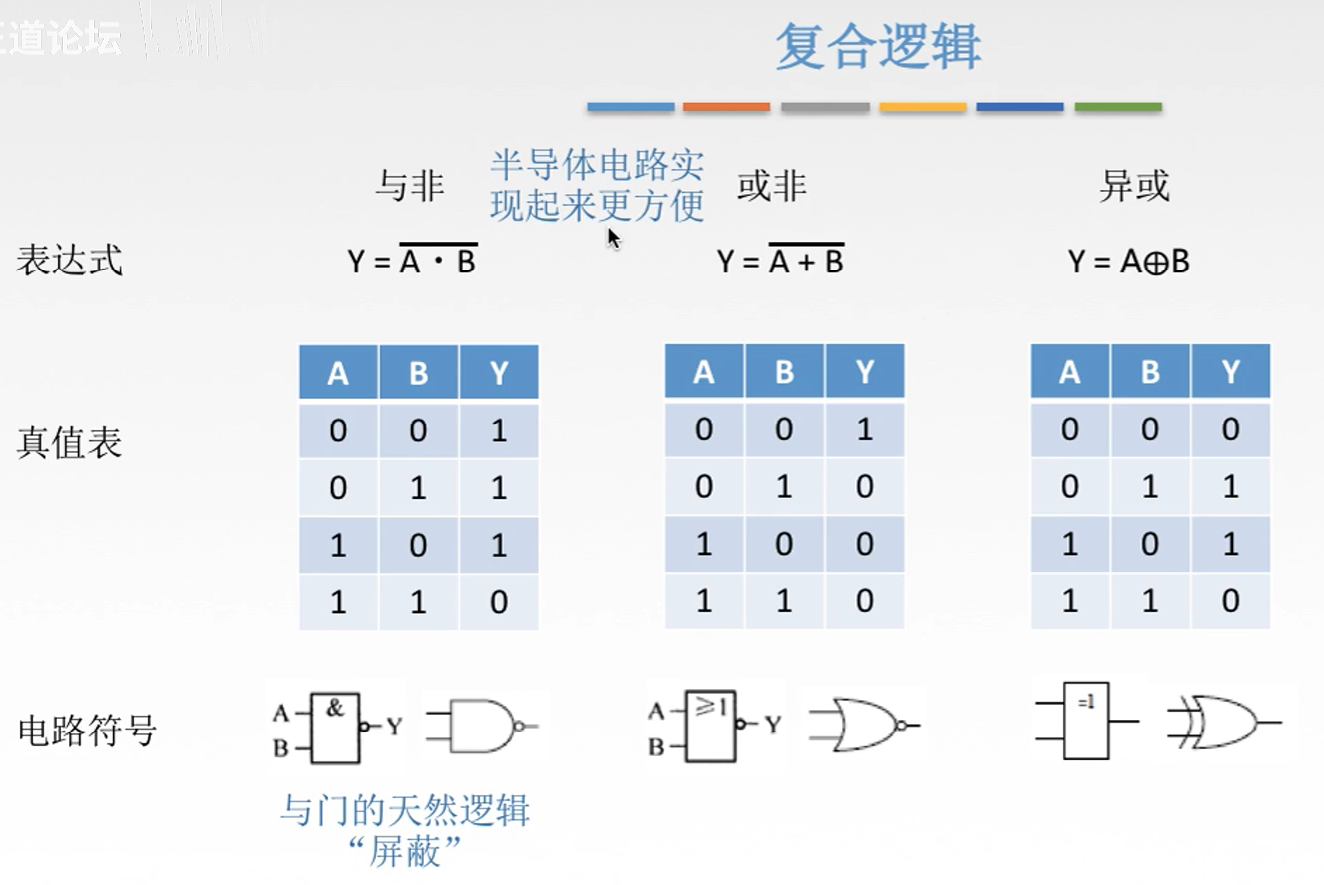 道论坛
复合逻辑
与非
半导体电路实
现起来更方便
或非
异或
表达式
Y = A̅ ̅·̅ ̅B̅
Y = A̅ ̅+̅ ̅B̅
Y = A⊕B
真值表
A B Y
0 0 1
0 1 1
1 0 1
1 1 0
A B Y
0 0 1
0 1 0
1 0 0
1 1 0
A B Y
0 0 0
0 1 1
1 0 1
1 1 0
电路符号
A & Y
B
A ≥1 Y
B
=1
与门的天然逻辑
“屏蔽”